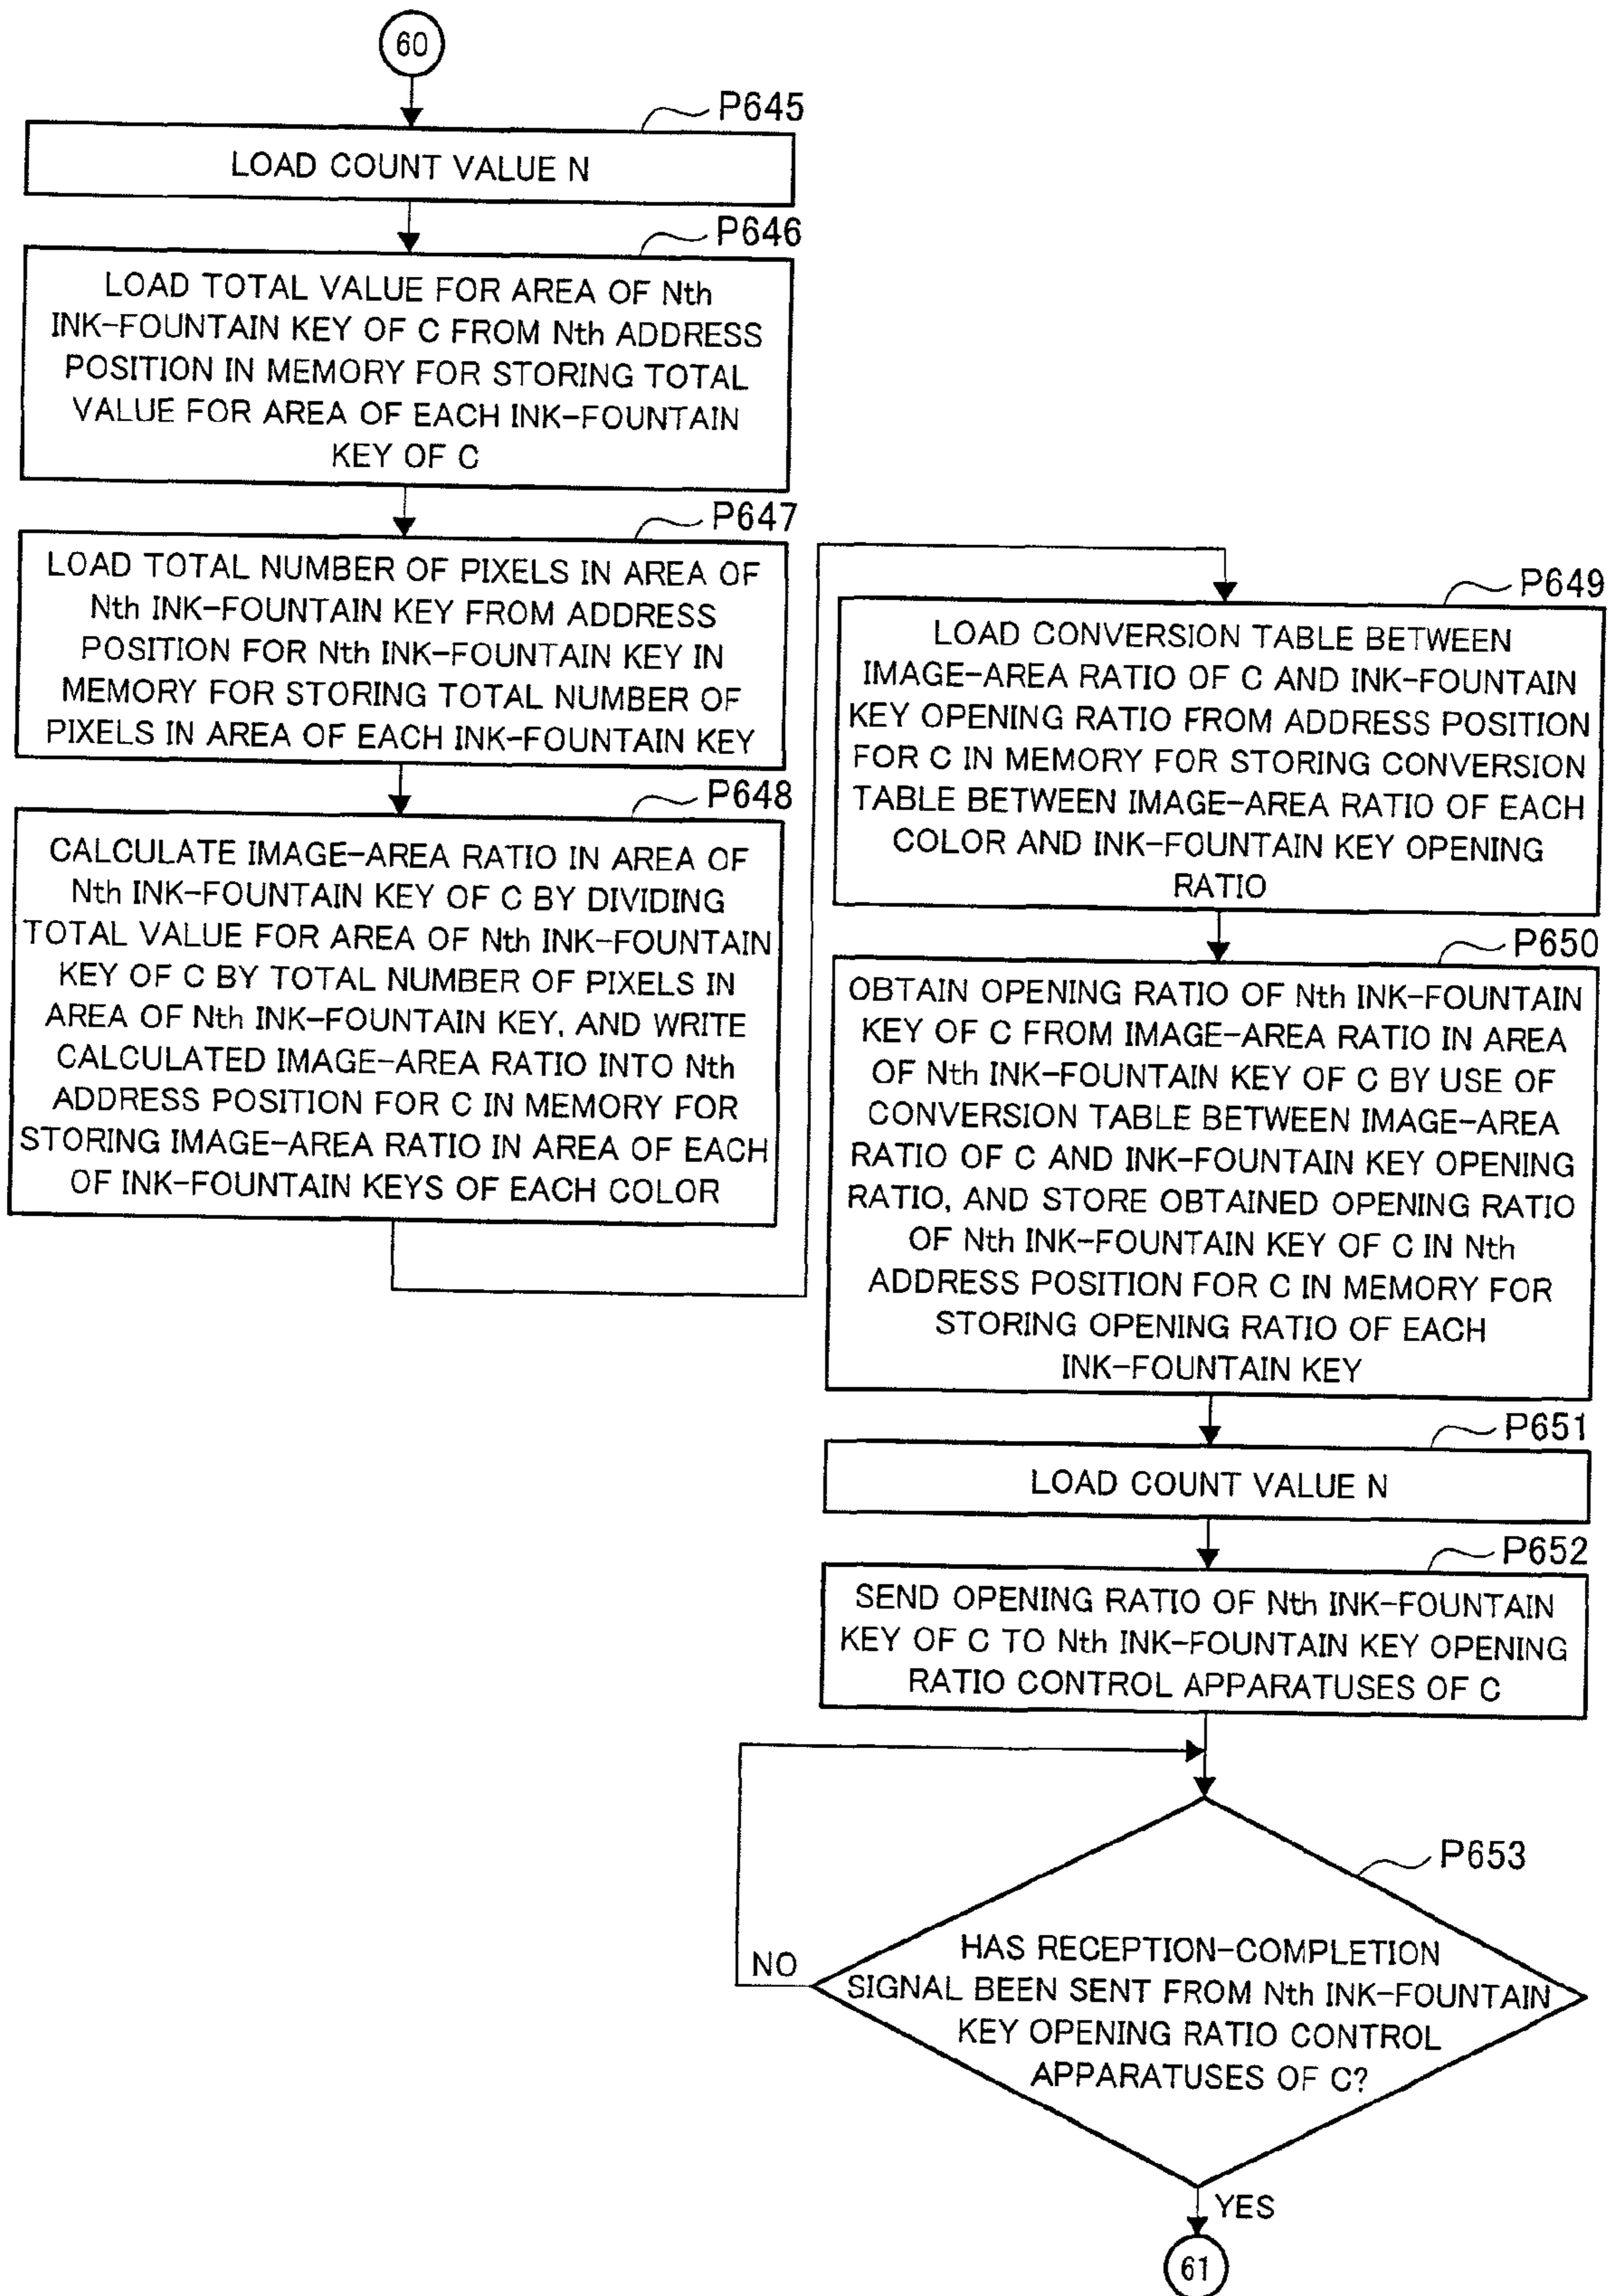 60
P645
LOAD COUNT VALUE N
P646
LOAD TOTAL VALUE FOR AREA OF Nth
INK-FOUNTAIN KEY OF C FROM Nth ADDRESS
POSITION IN MEMORY FOR STORING TOTAL
VALUE FOR AREA OF EACH INK-FOUNTAIN
KEY OF C
P647
LOAD TOTAL NUMBER OF PIXELS IN AREA OF
Nth INK-FOUNTAIN KEY FROM ADDRESS
POSITION FOR Nth INK-FOUNTAIN KEY IN
MEMORY FOR STORING TOTAL NUMBER OF
PIXELS IN AREA OF EACH INK-FOUNTAIN KEY
P648
CALCULATE IMAGE-AREA RATIO IN AREA OF
Nth INK-FOUNTAIN KEY OF C BY DIVIDING
TOTAL VALUE FOR AREA OF Nth INK-FOUNTAIN
KEY OF C BY TOTAL NUMBER OF PIXELS IN
AREA OF Nth INK-FOUNTAIN KEY, AND WRITE
CALCULATED IMAGE-AREA RATIO INTO Nth
ADDRESS POSITION FOR C IN MEMORY FOR
STORING IMAGE-AREA RATIO IN AREA OF EACH
OF INK-FOUNTAIN KEYS OF EACH COLOR
P649
LOAD CONVERSION TABLE BETWEEN
IMAGE-AREA RATIO OF C AND INK-FOUNTAIN
KEY OPENING RATIO FROM ADDRESS POSITION
FOR C IN MEMORY FOR STORING CONVERSION
TABLE BETWEEN IMAGE-AREA RATIO OF EACH
COLOR AND INK-FOUNTAIN KEY OPENING
RATIO
P650
OBTAIN OPENING RATIO OF Nth INK-FOUNTAIN
KEY OF C FROM IMAGE-AREA RATIO IN AREA
OF Nth INK-FOUNTAIN KEY OF C BY USE OF
CONVERSION TABLE BETWEEN IMAGE-AREA
RATIO OF C AND INK-FOUNTAIN KEY OPENING
RATIO, AND STORE OBTAINED OPENING RATIO
OF Nth INK-FOUNTAIN KEY OF C IN Nth
ADDRESS POSITION FOR C IN MEMORY FOR
STORING OPENING RATIO OF EACH
INK-FOUNTAIN KEY
P651
LOAD COUNT VALUE N
P652
SEND OPENING RATIO OF Nth INK-FOUNTAIN
KEY OF C TO Nth INK-FOUNTAIN KEY OPENING
RATIO CONTROL APPARATUSES OF C
P653
HAS RECEPTION-COMPLETION
SIGNAL BEEN SENT FROM Nth INK-FOUNTAIN
KEY OPENING RATIO CONTROL
APPARATUSES OF C?
NO
YES
61